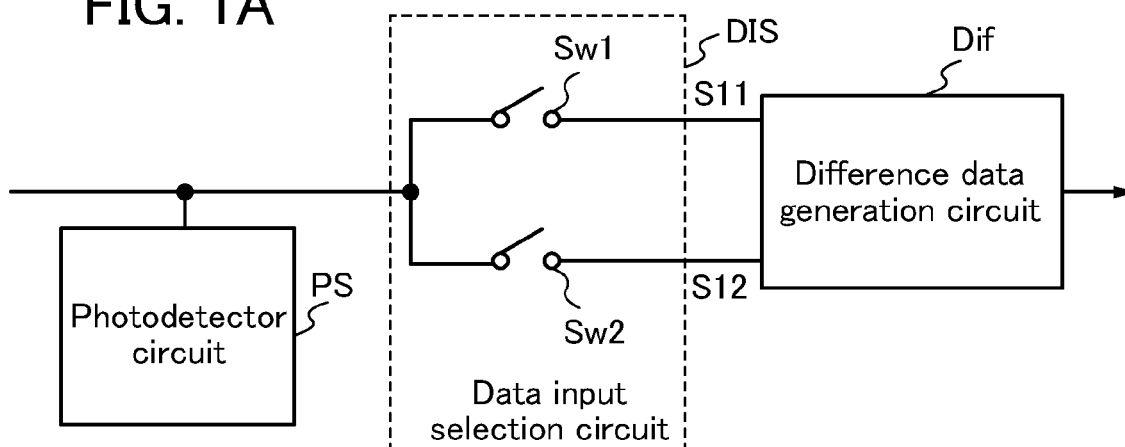 FIG. 1A
DIS
Sw1
Dif
S11
Difference data
generation circuit
S12
PS
Photodetector
circuit
Sw2
Data input
selection circuit